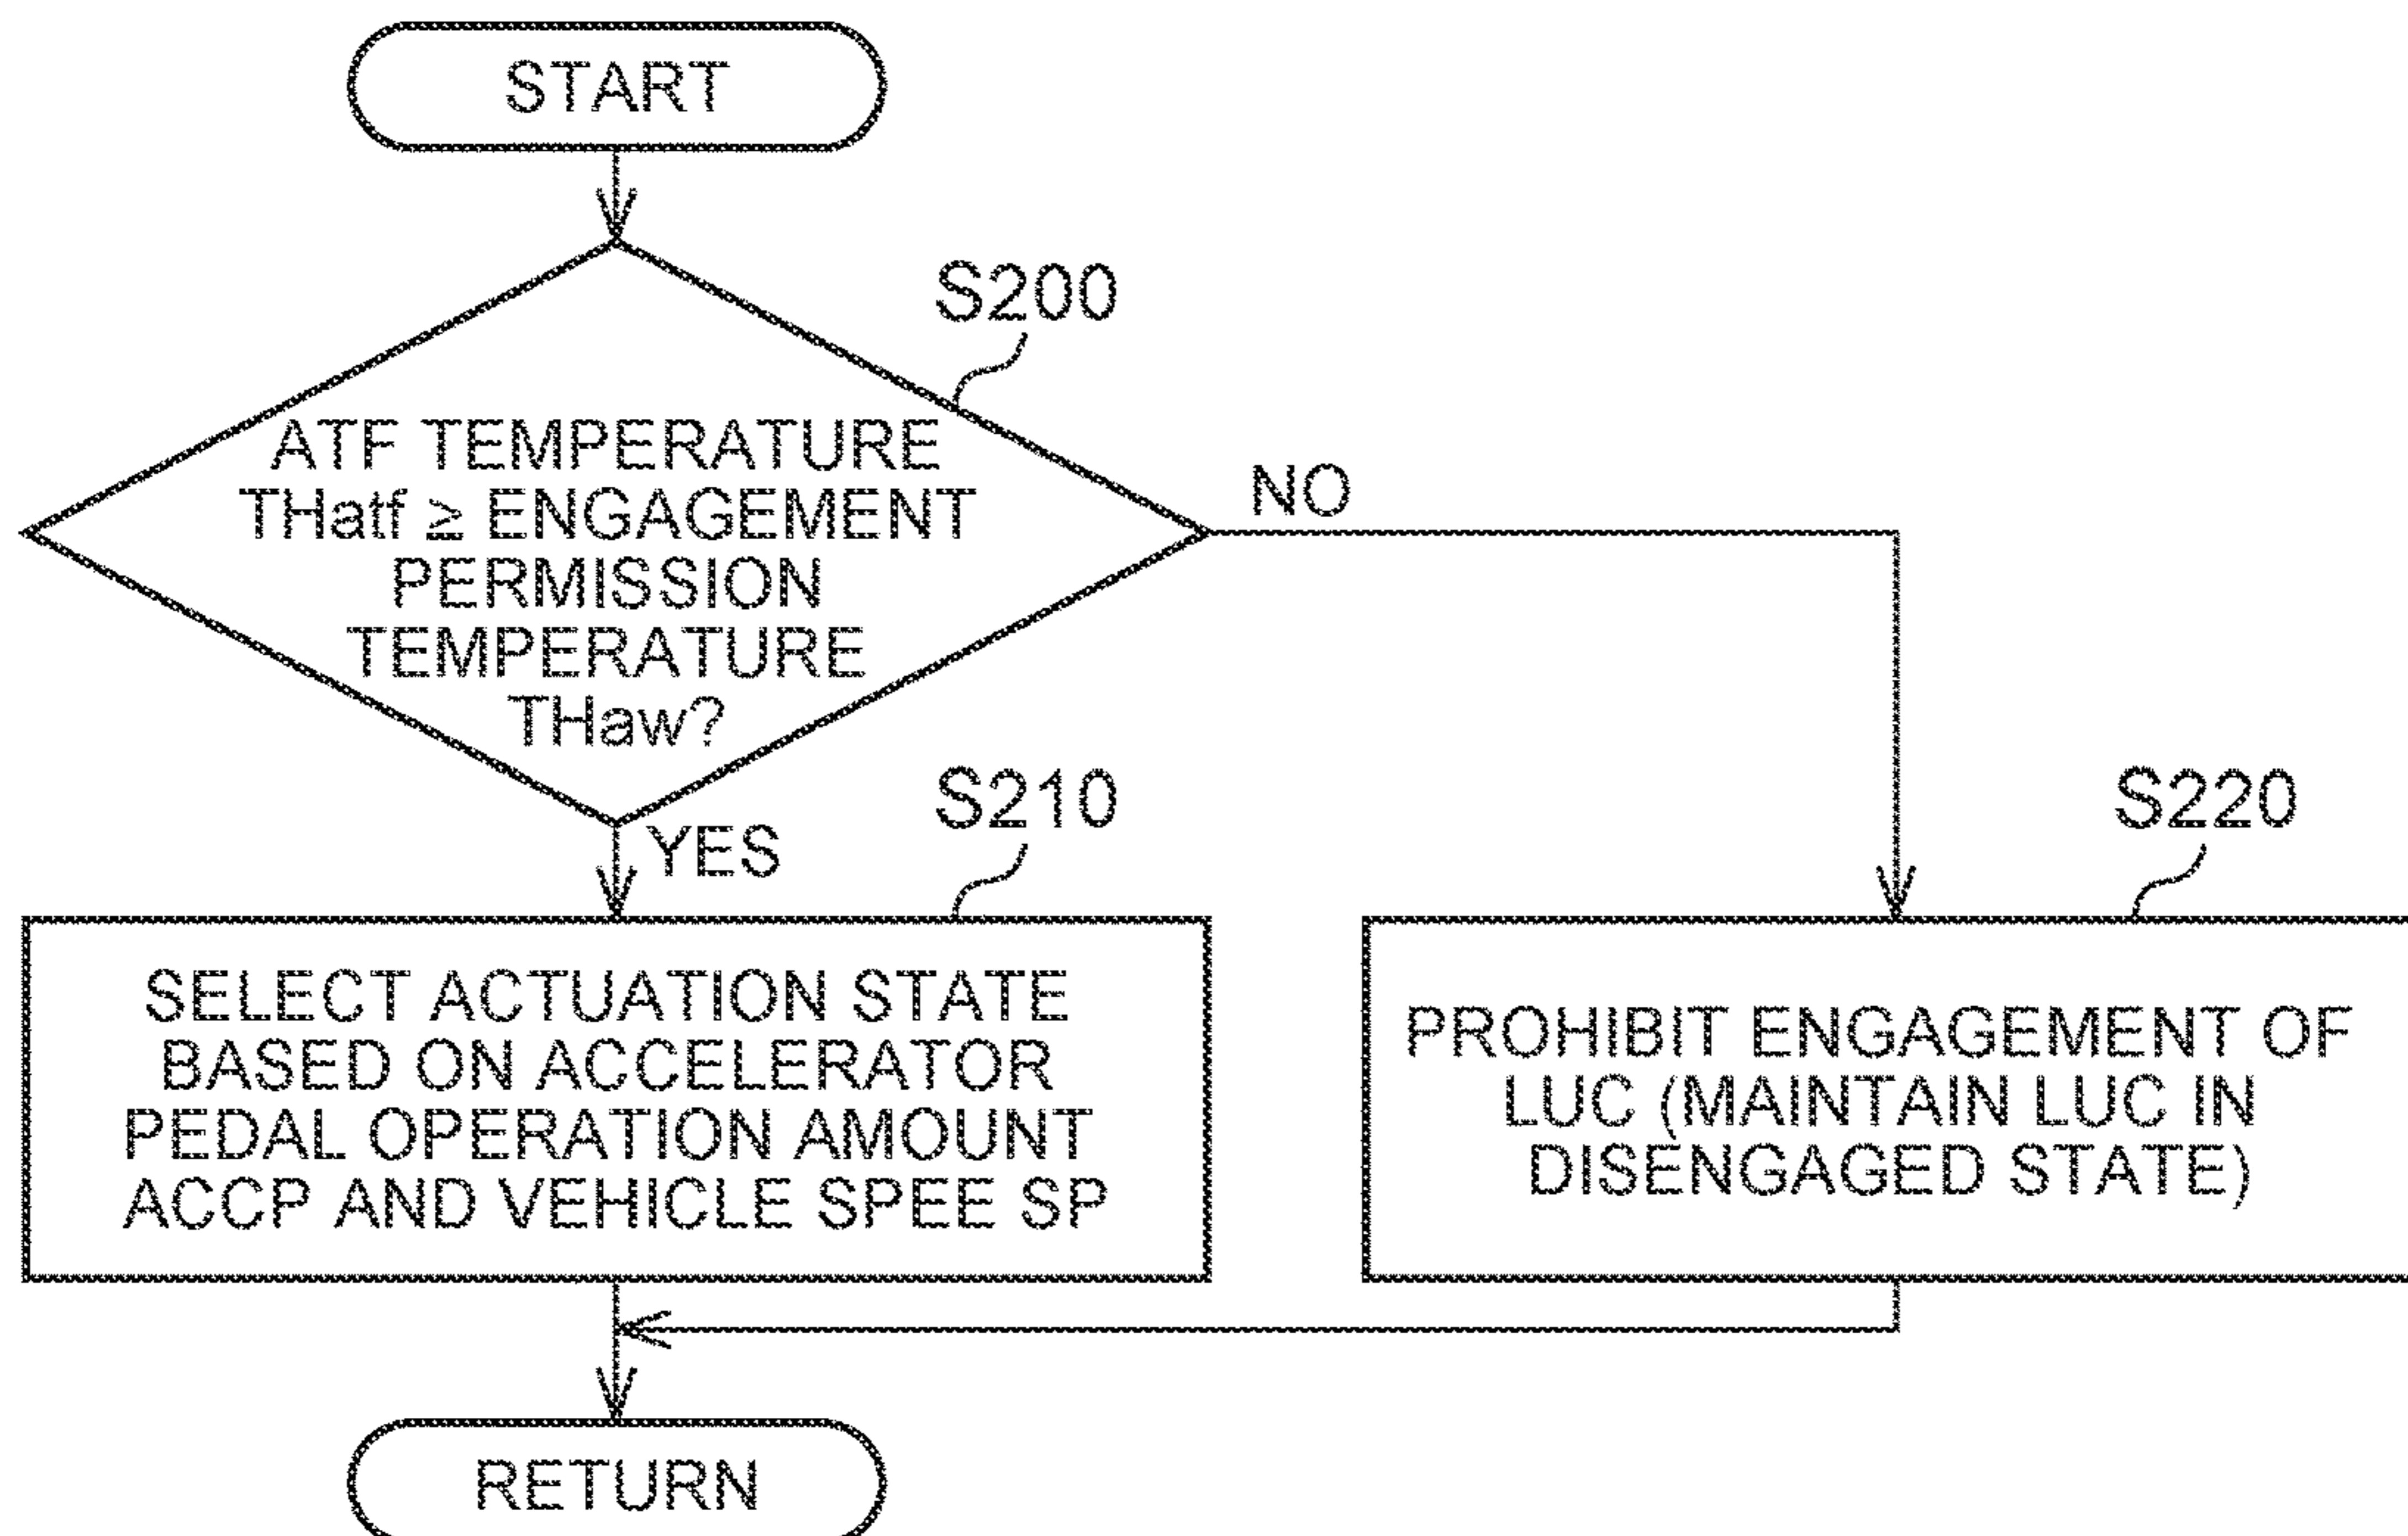 START
S200
ATF TEMPERATURE
THatf ≥ ENGAGEMENT
PERMISSION
TEMPERATURE
THaw?
NO
YES
S210
SELECT ACTUATION STATE
BASED ON ACCELERATOR
PEDAL OPERATION AMOUNT
ACCP AND VEHICLE SPEE SP
S220
PROHIBIT ENGAGEMENT OF
LUC (MAINTAIN LUC IN
DISENGAGED STATE)
RETURN